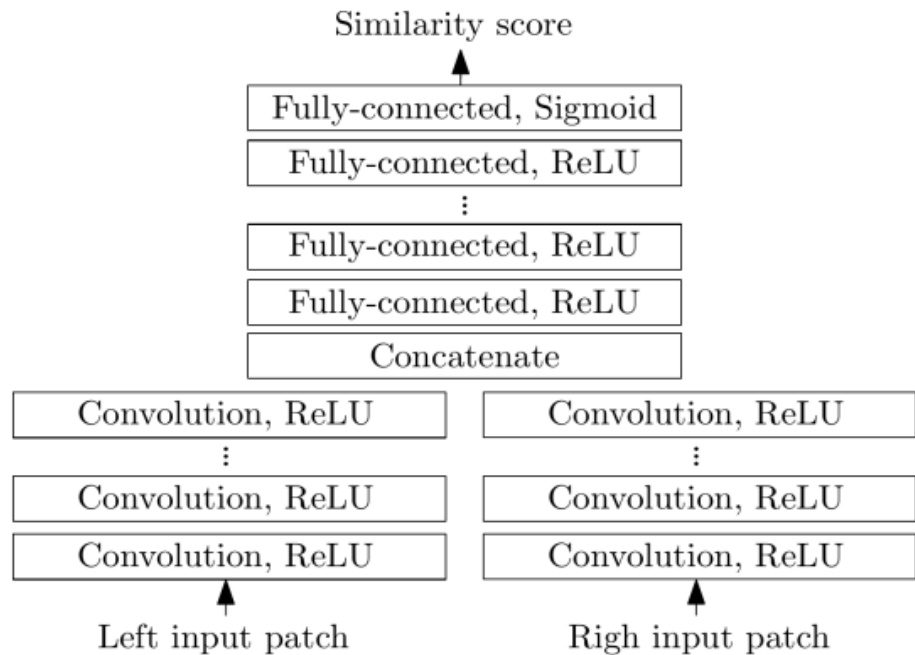 Similarity score
Fully-connected, Sigmoid
Fully-connected, ReLU
⋮
Fully-connected, ReLU
Fully-connected, ReLU
Concatenate
Convolution, ReLU Convolution, ReLU
⋮ ⋮
Convolution, ReLU Convolution, ReLU
Convolution, ReLU Convolution, ReLU
Left input patch Righ input patch